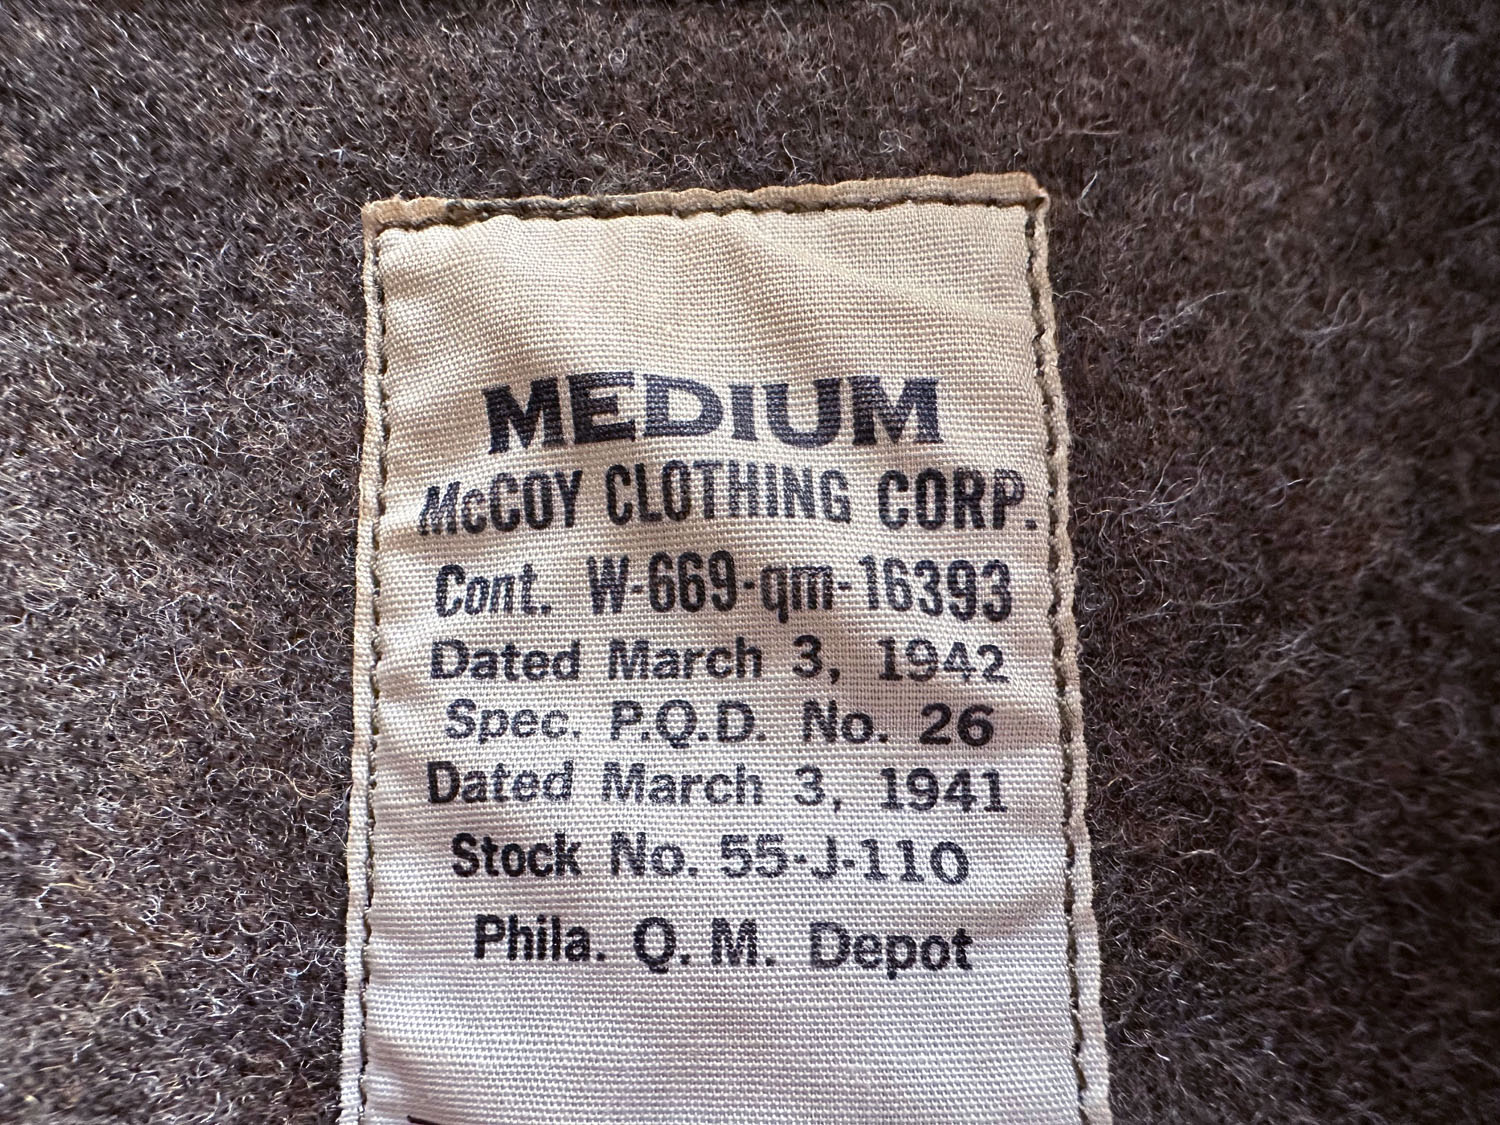 MEDIUM
McCOY CLOTHING CORP.
Cont. W-669-qm-16393
Dated March 3, 1942
Spec. P.Q.D. No. 26
Dated March 3, 1941
Stock No. 55-J-110
Phila. Q. M. Depot